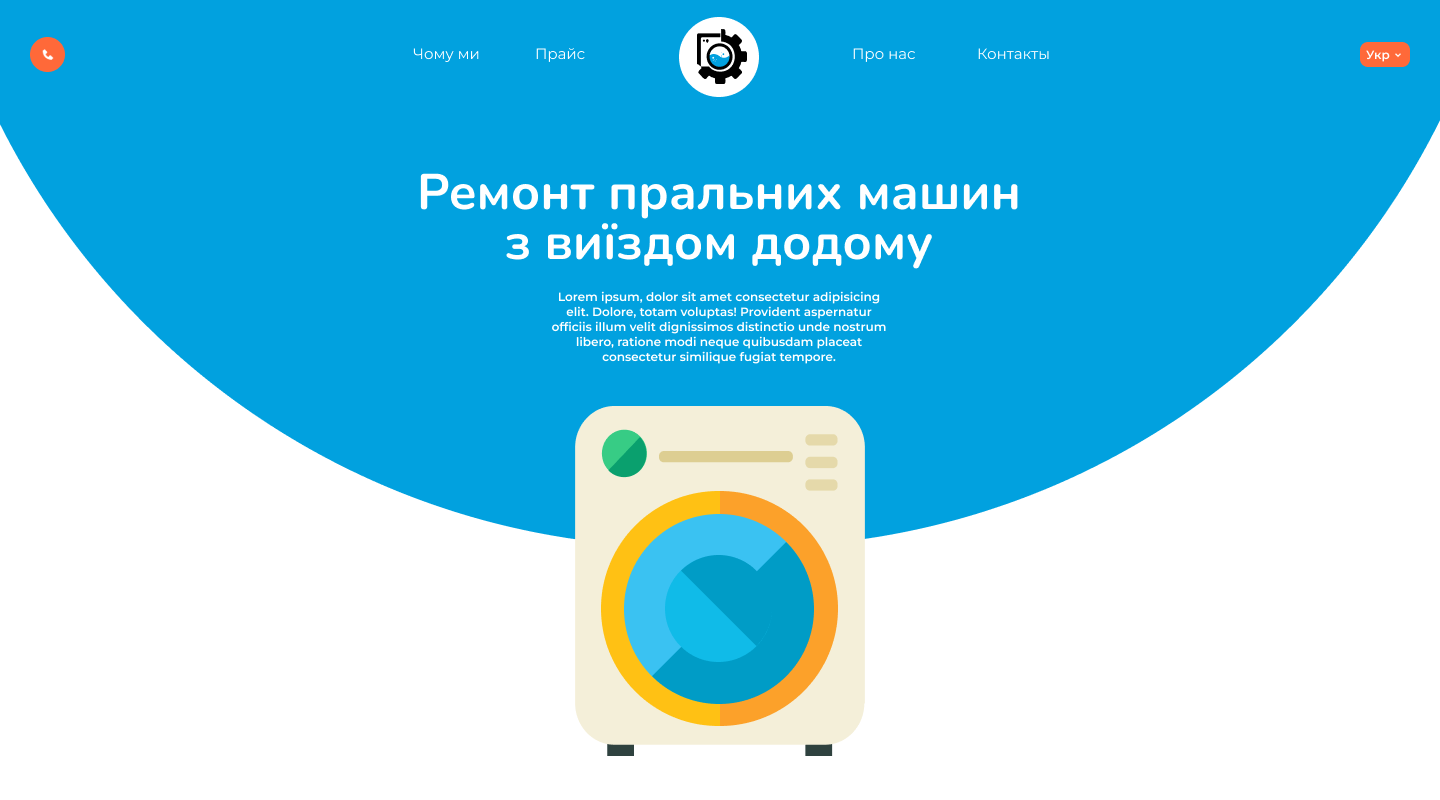 Чому ми
Прайс
Про нас
Контакты
Укр
Ремонт пральних машин
з виїздом додому
Lorem ipsum, dolor sit amet consectetur adipisicing
elit. Dolore, totam voluptas! Provident aspernatur
officiis illum velit dignissimos distinctio unde nostrum
libero, ratione modi neque quibusdam placeat
consectetur similique fugiat tempore.